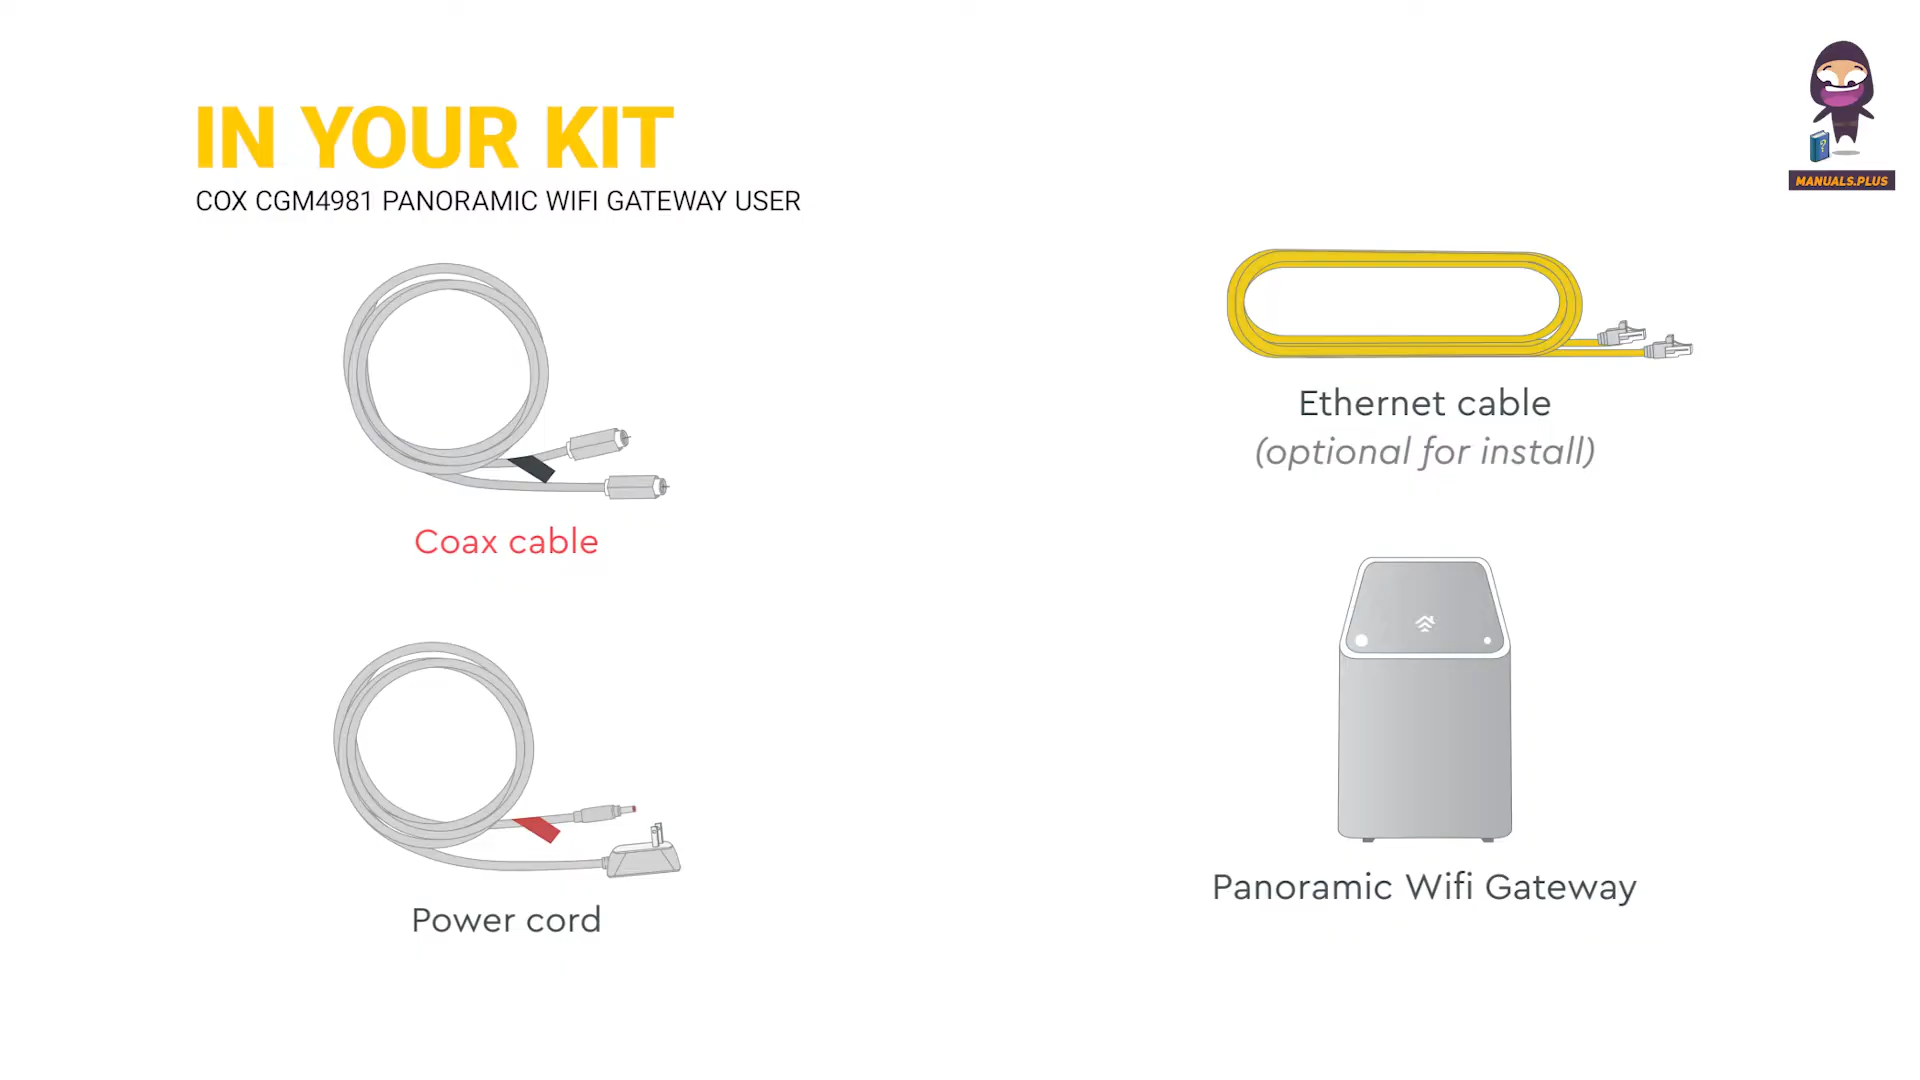 IN YOUR KIT
COX CGM4981 PANORAMIC WIFI GATEWAY USER
MANUALS.PLUS
Coax cable
Ethernet cable
(optional for install)
Power cord
Panoramic Wifi Gateway